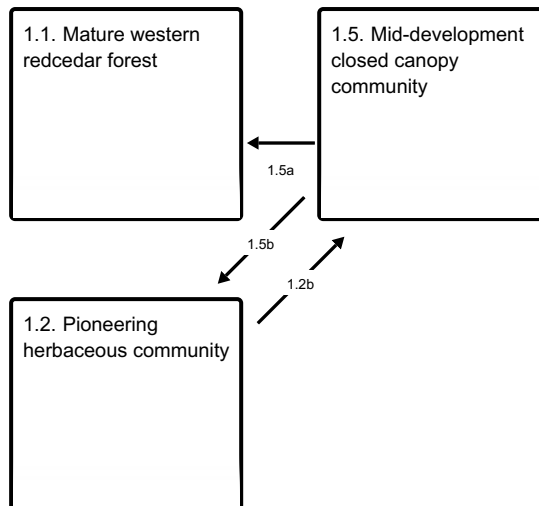 1.1. Mature western
redcedar forest
1.5. Mid-development
closed canopy
community
1.5a
1.5b
1.2b
1.2. Pioneering
herbaceous community